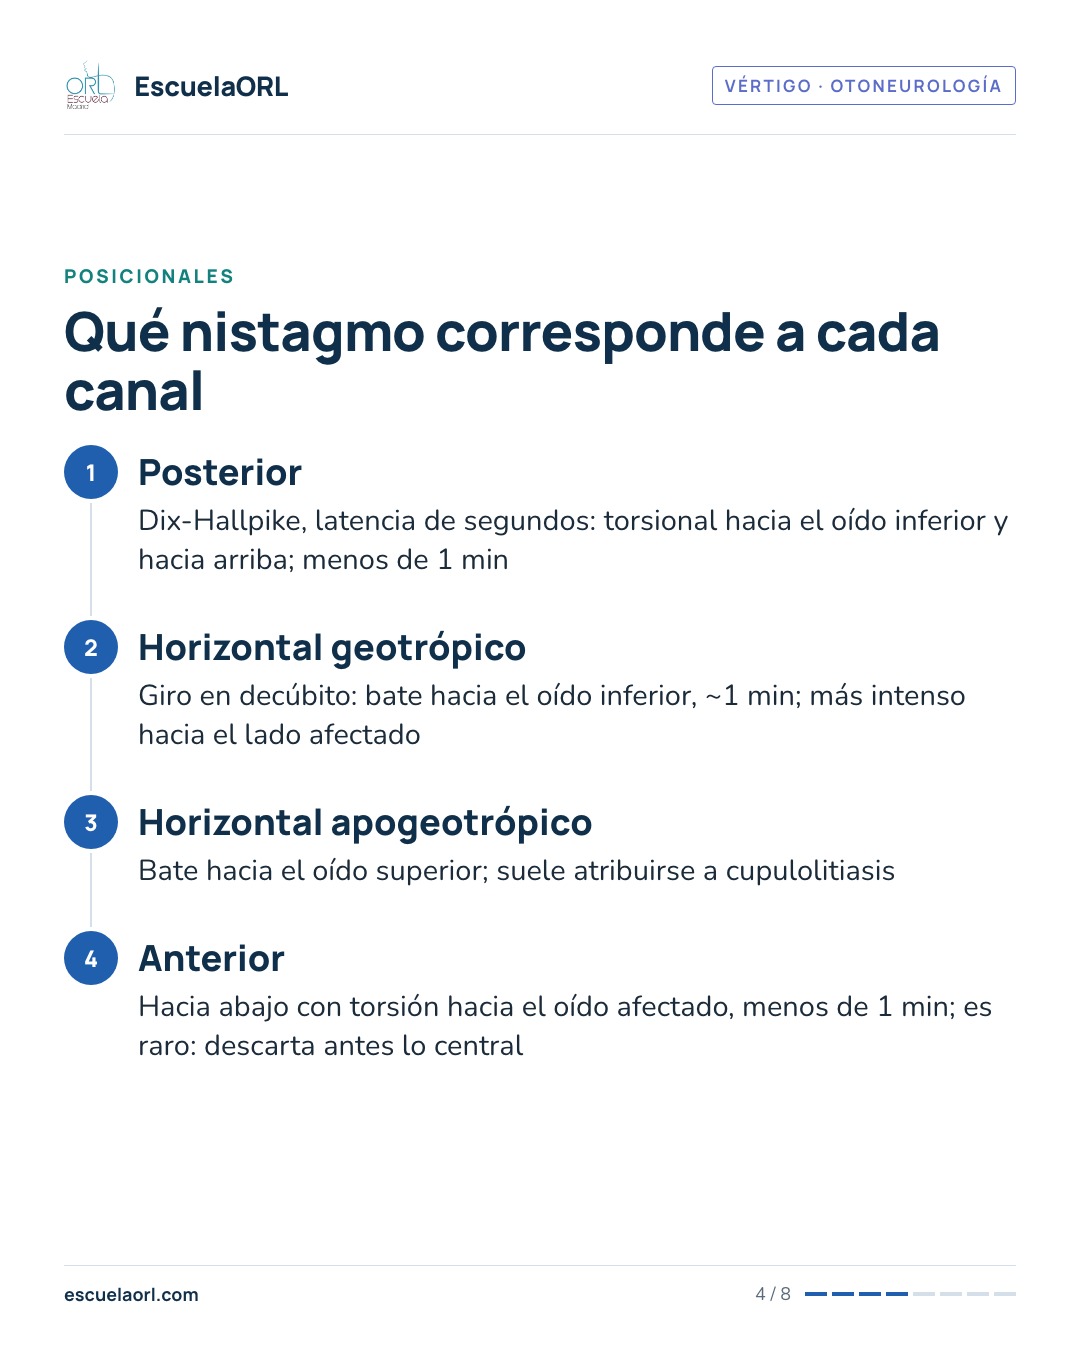 ORL
Escuela
Madrid
EscuelaORL
VÉRTIGO · OTONEUROLOGÍA
POSICIONALES
Qué nistagmo corresponde a cada
canal
1
Posterior
Dix-Hallpike, latencia de segundos: torsional hacia el oído inferior y
hacia arriba; menos de 1 min
2
Horizontal geotrópico
Giro en decúbito: bate hacia el oído inferior, ~1 min; más intenso
hacia el lado afectado
3
Horizontal apogeotrópico
Bate hacia el oído superior; suele atribuirse a cupulolitiasis
4
Anterior
Hacia abajo con torsión hacia el oído afectado, menos de 1 min; es
raro: descarta antes lo central
escuelaorl.com
4 / 8